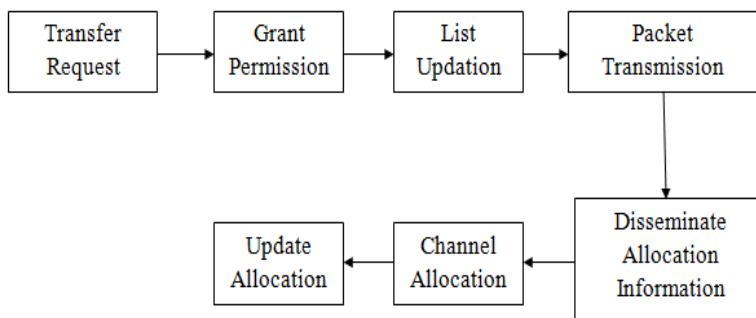 Transfer
Request
Grant
Permission
List
Updation
Packet
Transmission
Disseminate
Allocation
Information
Channel
Allocation
Update
Allocation